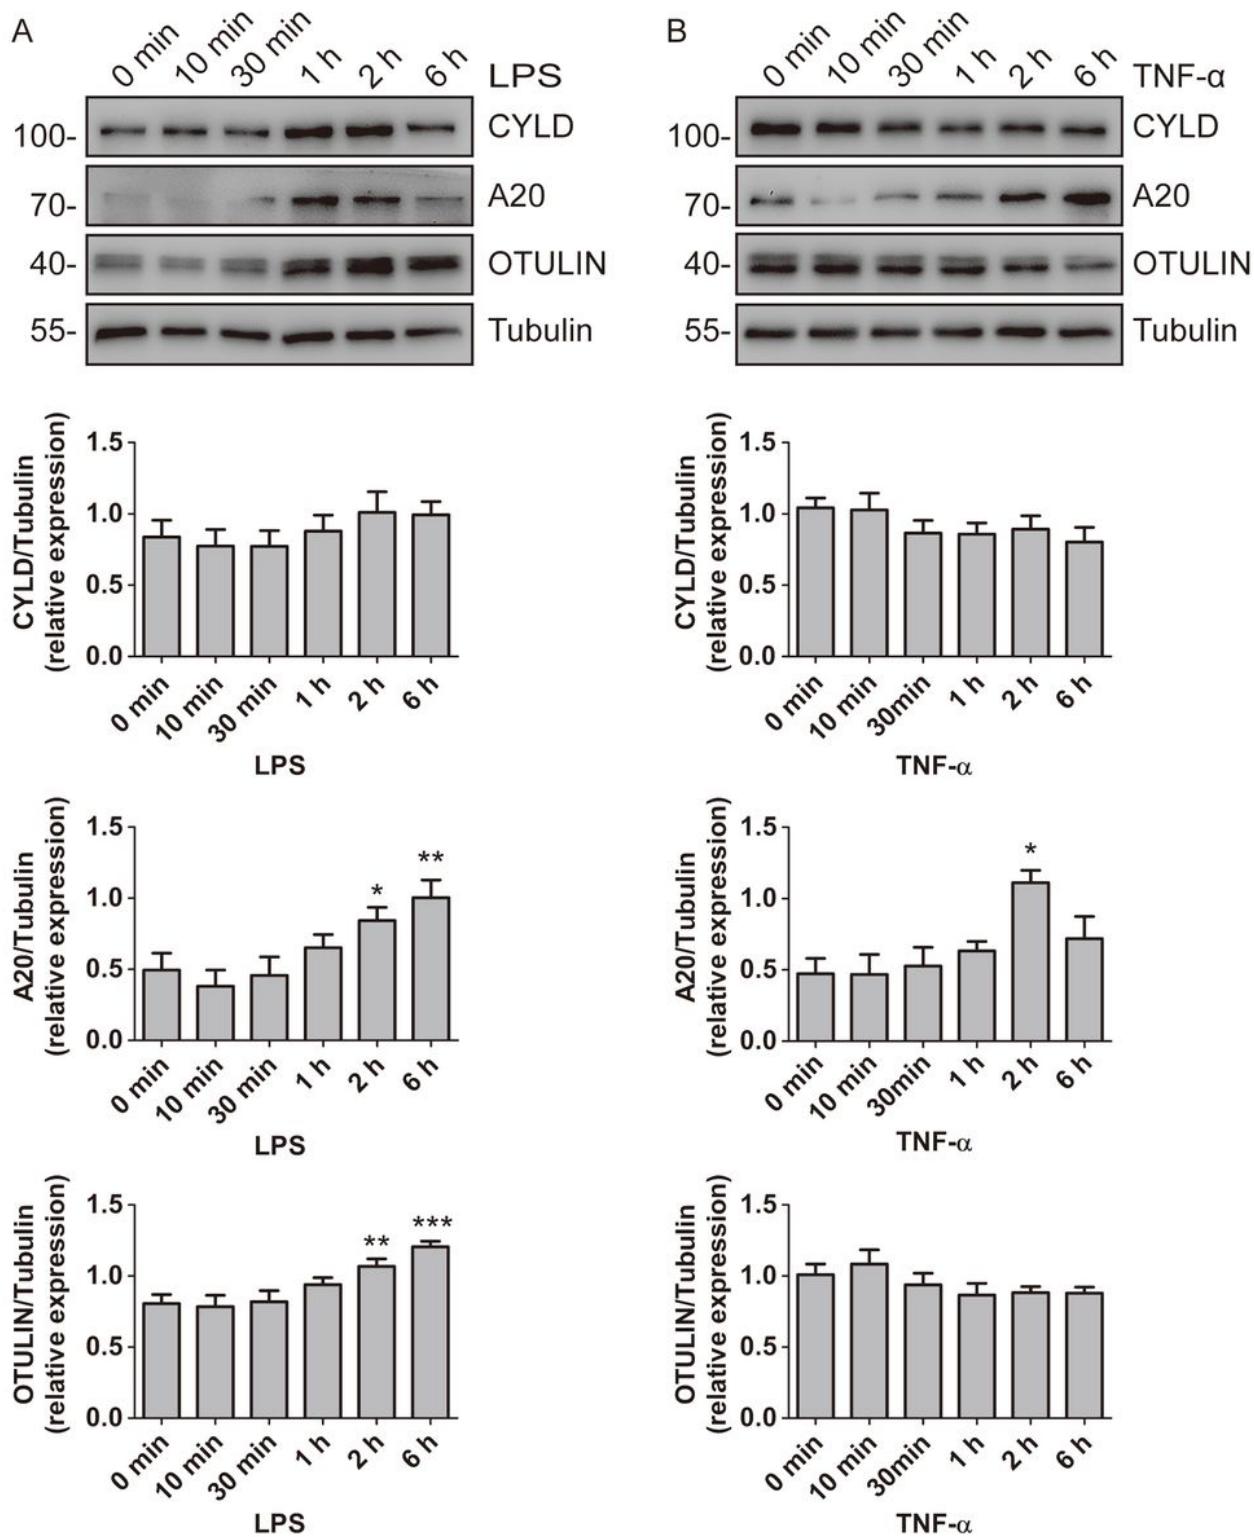 A
0 min 10 min 30 min 1 h 2 h 6 h LPS
100- CYLD
70- A20
40- OTULIN
55- Tubulin
B
0 min 10 min 30 min 1 h 2 h 6 h TNF-α
100- CYLD
70- A20
40- OTULIN
55- Tubulin
CYLD/Tubulin
(relative expression)
1.5
1.0
0.5
0.0
0 min 10 min 30 min 1 h 2 h 6 h
LPS
CYLD/Tubulin
(relative expression)
1.5
1.0
0.5
0.0
0 min 10 min 30min 1 h 2 h 6 h
TNF-α
A20/Tubulin
(relative expression)
1.5
1.0
0.5
0.0
* **
0 min 10 min 30 min 1 h 2 h 6 h
LPS
A20/Tubulin
(relative expression)
1.5
1.0
0.5
0.0
*
0 min 10 min 30min 1 h 2 h 6 h
TNF-α
OTULIN/Tubulin
(relative expression)
1.5
1.0
0.5
0.0
** ***
0 min 10 min 30 min 1 h 2 h 6 h
LPS
OTULIN/Tubulin
(relative expression)
1.5
1.0
0.5
0.0
0 min 10 min 30min 1 h 2 h 6 h
TNF-α